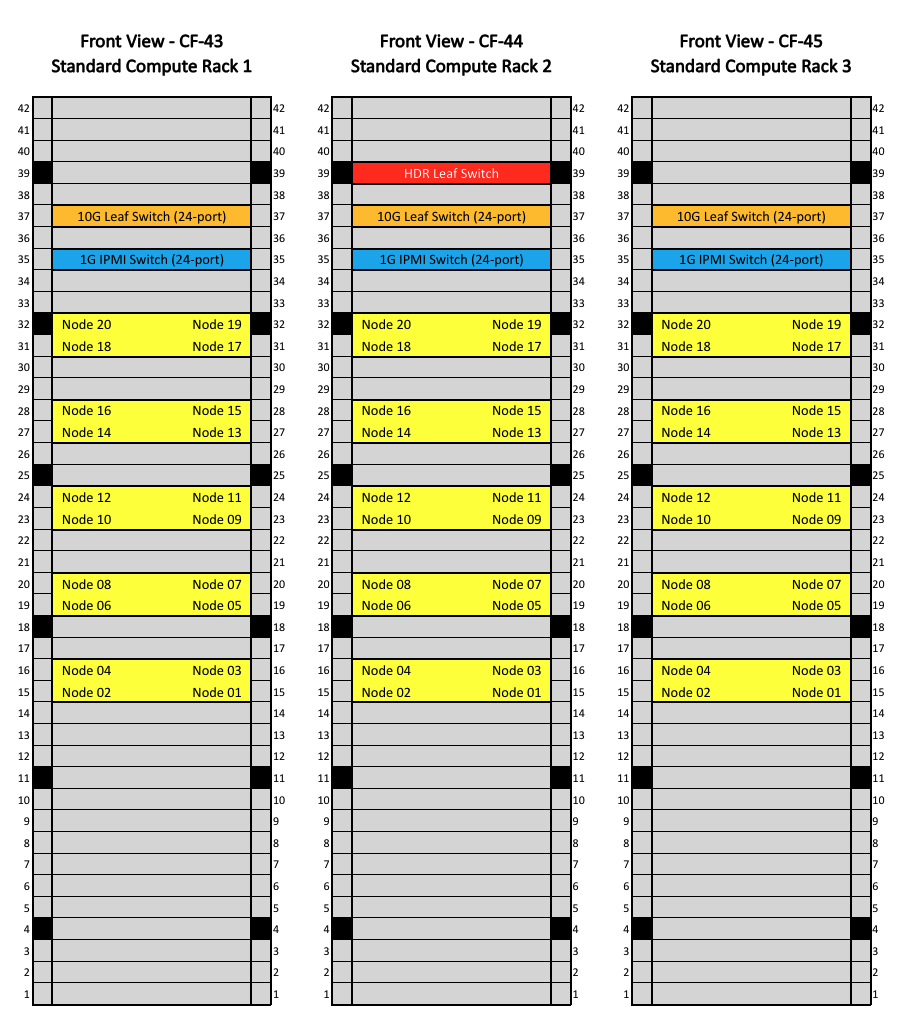 Front View - CF-43 Front View - CF-44 Front View - CF-45
Standard Compute Rack 1 Standard Compute Rack 2 Standard Compute Rack 3
42 42 42 42 42 42
41 41 41 41 41 41
40 40 40 40 40 40
39 39 39 HDR Leaf Switch 39 39 39
38 38 38 38 38 38
37 10G Leaf Switch (24-port) 37 37 10G Leaf Switch (24-port) 37 37 10G Leaf Switch (24-port) 37
36 36 36 36 36 36
35 1G IPMI Switch (24-port) 35 35 1G IPMI Switch (24-port) 35 35 1G IPMI Switch (24-port) 35
34 34 34 34 34 34
33 33 33 33 33 33
32 Node 20 Node 19 32 32 Node 20 Node 19 32 32 Node 20 Node 19 32
31 Node 18 Node 17 31 31 Node 18 Node 17 31 31 Node 18 Node 17 31
30 30 30 30 30 30
29 29 29 29 29 29
28 Node 16 Node 15 28 28 Node 16 Node 15 28 28 Node 16 Node 15 28
27 Node 14 Node 13 27 27 Node 14 Node 13 27 27 Node 14 Node 13 27
26 26 26 26 26 26
25 25 25 25 25 25
24 Node 12 Node 11 24 24 Node 12 Node 11 24 24 Node 12 Node 11 24
23 Node 10 Node 09 23 23 Node 10 Node 09 23 23 Node 10 Node 09 23
22 22 22 22 22 22
21 21 21 21 21 21
20 Node 08 Node 07 20 20 Node 08 Node 07 20 20 Node 08 Node 07 20
19 Node 06 Node 05 19 19 Node 06 Node 05 19 19 Node 06 Node 05 19
18 18 18 18 18 18
17 17 17 17 17 17
16 Node 04 Node 03 16 16 Node 04 Node 03 16 16 Node 04 Node 03 16
15 Node 02 Node 01 15 15 Node 02 Node 01 15 15 Node 02 Node 01 15
14 14 14 14 14 14
13 13 13 13 13 13
12 12 12 12 12 12
11 11 11 11 11 11
10 10 10 10 10 10
9 9 9 9 9 9
8 8 8 8 8 8
7 7 7 7 7 7
6 6 6 6 6 6
5 5 5 5 5 5
4 4 4 4 4 4
3 3 3 3 3 3
2 2 2 2 2 2
1 1 1 1 1 1